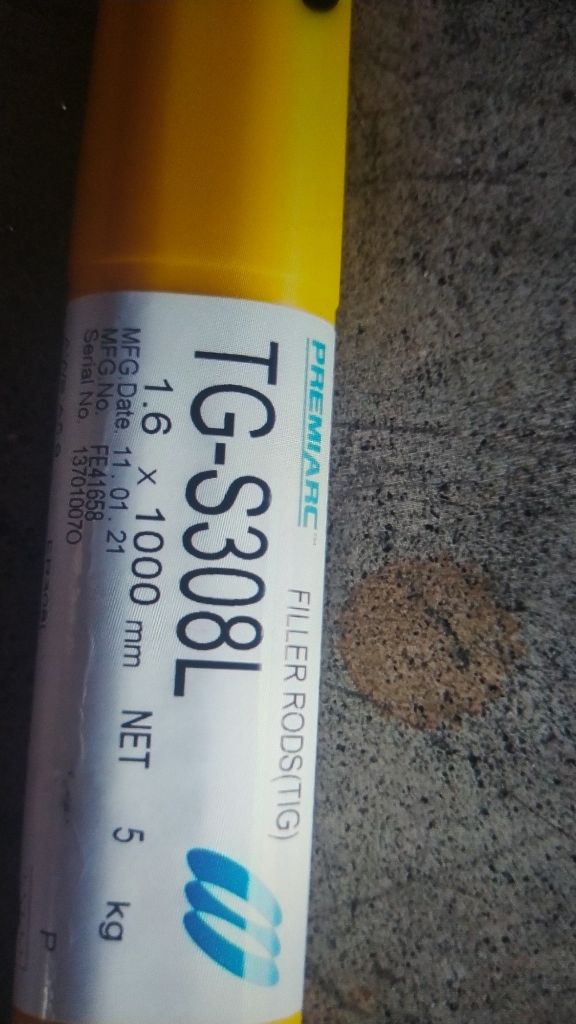 PREMIARC™ FILLER RODS(TIG)
TG-S308L
1.6 x 1000 mm NET 5 kg
MFG.Date. 11.01.21
MFG.No. FE41658
Serial No. 13701007O
P